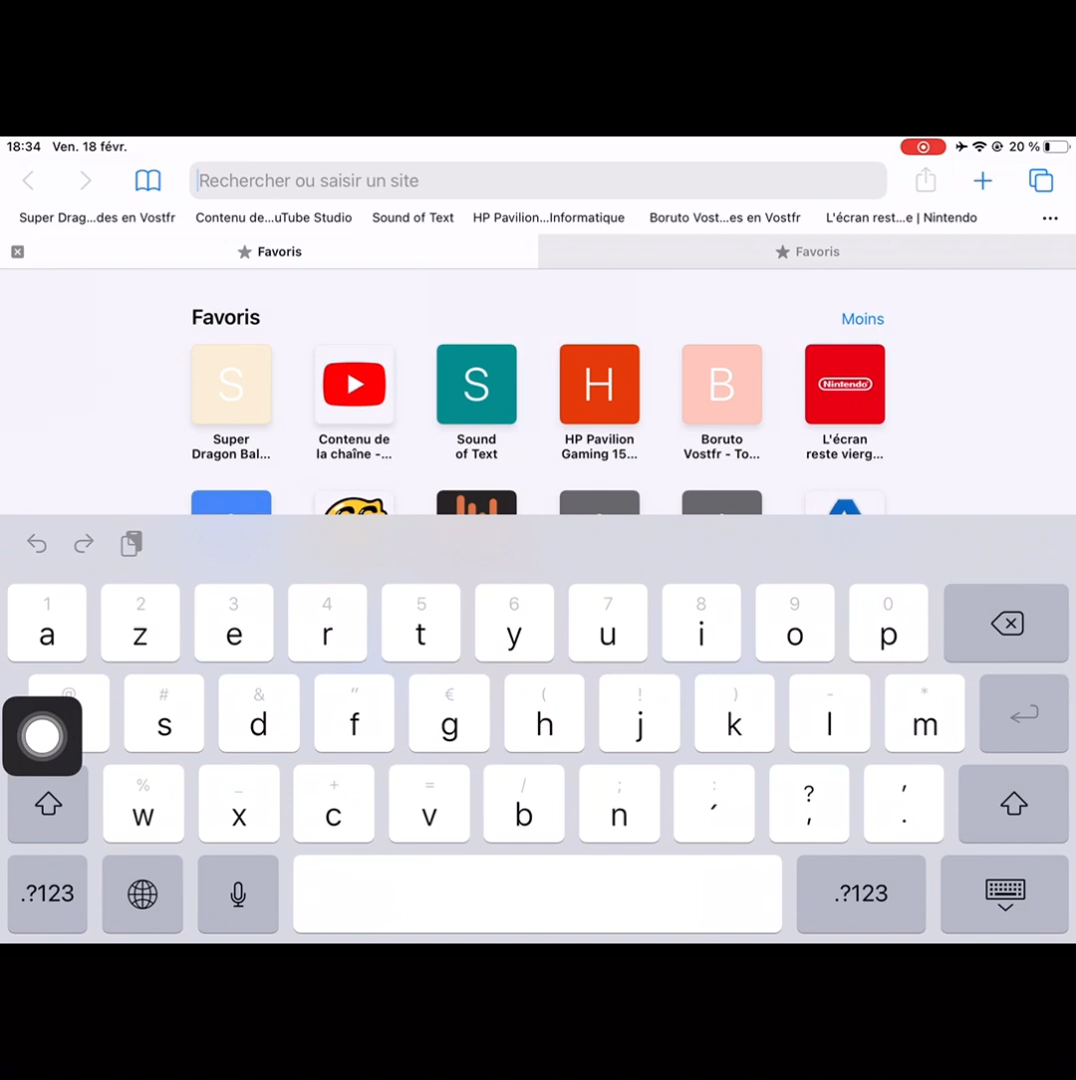 18:34 Ven. 18 févr.
20 %
Rechercher ou saisir un site
Super Drag...des en Vostfr
Contenu de...uTube Studio
Sound of Text
HP Pavilion...Informatique
Boruto Vost...es en Vostfr
L'écran rest...e | Nintendo
Favoris
Favoris
Favoris
Moins
S
S
H
B
Nintendo
Super
Dragon Bal...
Contenu de
la chaîne -...
Sound
of Text
HP Pavilion
Gaming 15...
Boruto
Vostfr - To...
L'écran
reste vierg...
1 2 3 4 5 6 7 8 9 0
a z e r t y u i o p
@ # & " € ( ! ) - *
s d f g h j k l m
% _ + = / ; : ? '
w x c v b n ´ , .
.?123
.?123